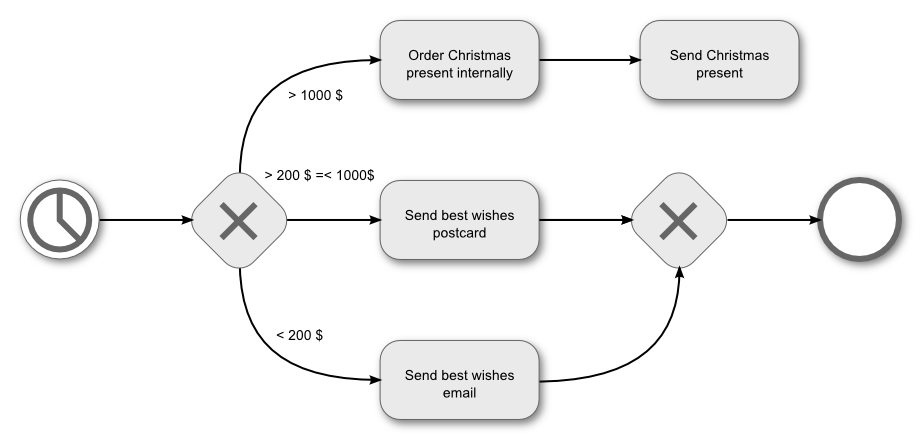 Order Christmas
present internally
Send Christmas
present
> 1000 $
> 200 $ =< 1000$
Send best wishes
postcard
< 200 $
Send best wishes
email